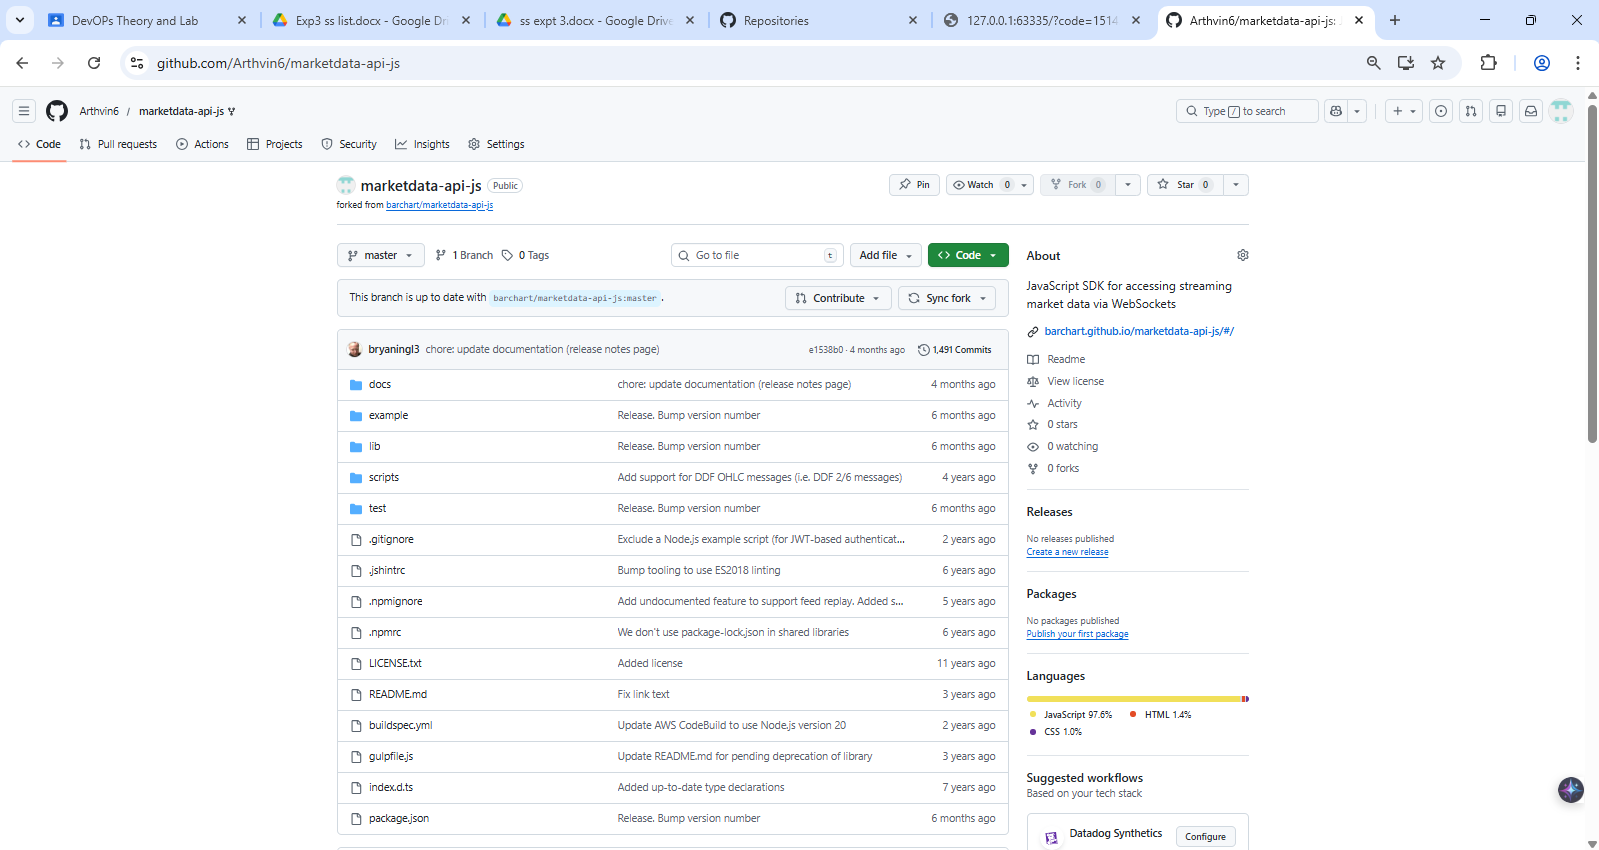 DevOPs Theory and Lab
Exp3 ss list.docx - Google Dri
ss expt 3.docx - Google Drive
Repositories
127.0.0.1:63335/?code=1514
Arthvin6/marketdata-api-js: J
github.com/Arthvin6/marketdata-api-js
Arthvin6 / marketdata-api-js
Type / to search
Code
Pull requests
Actions
Projects
Security
Insights
Settings
marketdata-api-js Public
forked from barchart/marketdata-api-js
Pin
Watch 0
Fork 0
Star 0
master
1 Branch
0 Tags
Go to file t
Add file
Code
This branch is up to date with barchart/marketdata-api-js:master .
Contribute
Sync fork
bryaningl3 chore: update documentation (release notes page) e1538b0 · 4 months ago 1,491 Commits
docs chore: update documentation (release notes page) 4 months ago
example Release. Bump version number 6 months ago
lib Release. Bump version number 6 months ago
scripts Add support for DDF OHLC messages (i.e. DDF 2/6 messages) 4 years ago
test Release. Bump version number 6 months ago
.gitignore Exclude a Node.js example script (for JWT-based authenticat... 2 years ago
.jshintrc Bump tooling to use ES2018 linting 6 years ago
.npmignore Add undocumented feature to support feed replay. Added s... 5 years ago
.npmrc We don't use package-lock.json in shared libraries 6 years ago
LICENSE.txt Added license 11 years ago
README.md Fix link text 3 years ago
buildspec.yml Update AWS CodeBuild to use Node.js version 20 2 years ago
gulpfile.js Update README.md for pending deprecation of library 3 years ago
index.d.ts Added up-to-date type declarations 7 years ago
package.json Release. Bump version number 6 months ago
About
JavaScript SDK for accessing streaming
market data via WebSockets
barchart.github.io/marketdata-api-js/#/
Readme
View license
Activity
0 stars
0 watching
0 forks
Releases
No releases published
Create a new release
Packages
No packages published
Publish your first package
Languages
JavaScript 97.6% HTML 1.4%
CSS 1.0%
Suggested workflows
Based on your tech stack
Datadog Synthetics
Configure